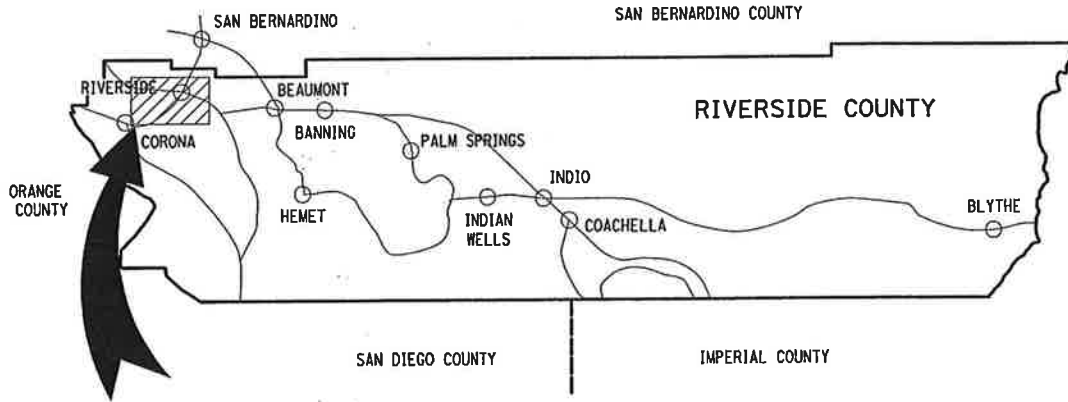 SAN BERNARDINO COUNTY
SAN BERNARDINO
RIVERSIDE
BEAUMONT
RIVERSIDE COUNTY
BANNING
CORONA
PALM SPRINGS
ORANGE
COUNTY
HEMET
INDIO
INDIAN
WELLS
COACHELLA
BLYTHE
SAN DIEGO COUNTY
IMPERIAL COUNTY